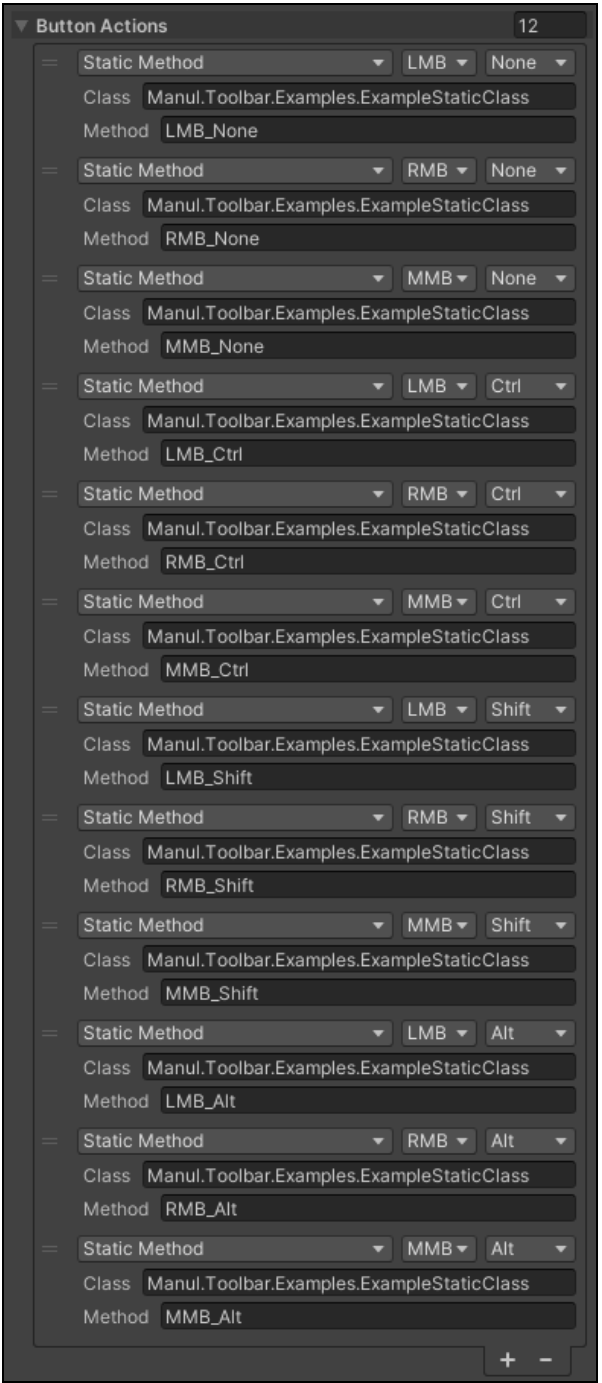 Button Actions 12
Static Method LMB None
Class Manul.Toolbar.Examples.ExampleStaticClass
Method LMB_None
Static Method RMB None
Class Manul.Toolbar.Examples.ExampleStaticClass
Method RMB_None
Static Method MMB None
Class Manul.Toolbar.Examples.ExampleStaticClass
Method MMB_None
Static Method LMB Ctrl
Class Manul.Toolbar.Examples.ExampleStaticClass
Method LMB_Ctrl
Static Method RMB Ctrl
Class Manul.Toolbar.Examples.ExampleStaticClass
Method RMB_Ctrl
Static Method MMB Ctrl
Class Manul.Toolbar.Examples.ExampleStaticClass
Method MMB_Ctrl
Static Method LMB Shift
Class Manul.Toolbar.Examples.ExampleStaticClass
Method LMB_Shift
Static Method RMB Shift
Class Manul.Toolbar.Examples.ExampleStaticClass
Method RMB_Shift
Static Method MMB Shift
Class Manul.Toolbar.Examples.ExampleStaticClass
Method MMB_Shift
Static Method LMB Alt
Class Manul.Toolbar.Examples.ExampleStaticClass
Method LMB_Alt
Static Method RMB Alt
Class Manul.Toolbar.Examples.ExampleStaticClass
Method RMB_Alt
Static Method MMB Alt
Class Manul.Toolbar.Examples.ExampleStaticClass
Method MMB_Alt
+ -